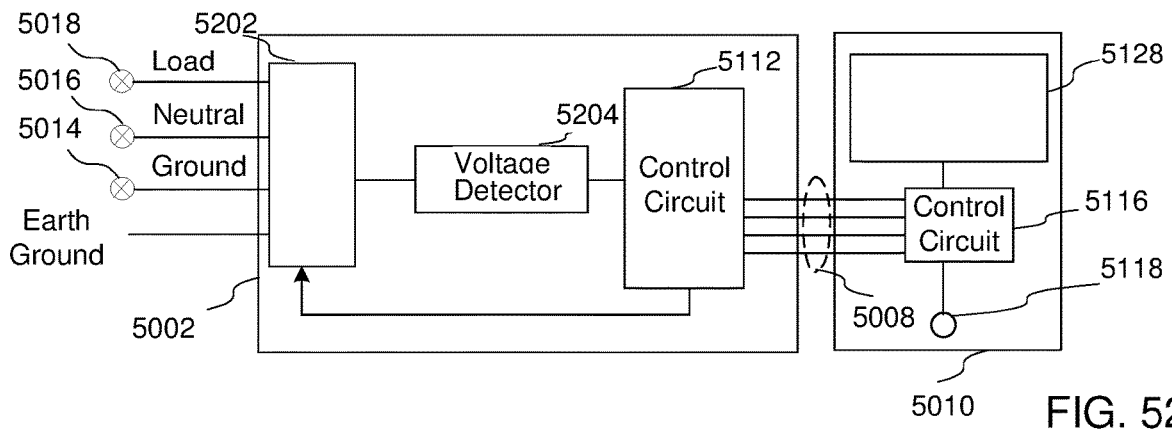 5018
5202
Load
5112
5128
5016
Neutral
5204
5014
Ground
Voltage
Detector
Control
Circuit
Control
Circuit
5116
Earth
Ground
5118
5002
5008
5010
FIG. 52